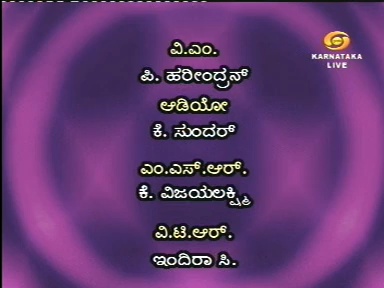 ವಿ.ಎಂ.
KARNATAKA
LIVE
ಪಿ. ಹರೀಂದ್ರನ್
ಆಡಿಯೋ
ಕೆ. ಸುಂದರ್
ಎಂ.ಎಸ್.ಆರ್.
ಕೆ. ವಿಜಯಲಕ್ಷ್ಮಿ
ವಿ.ಟಿ.ಆರ್.
ಇಂದಿರಾ ಸಿ.